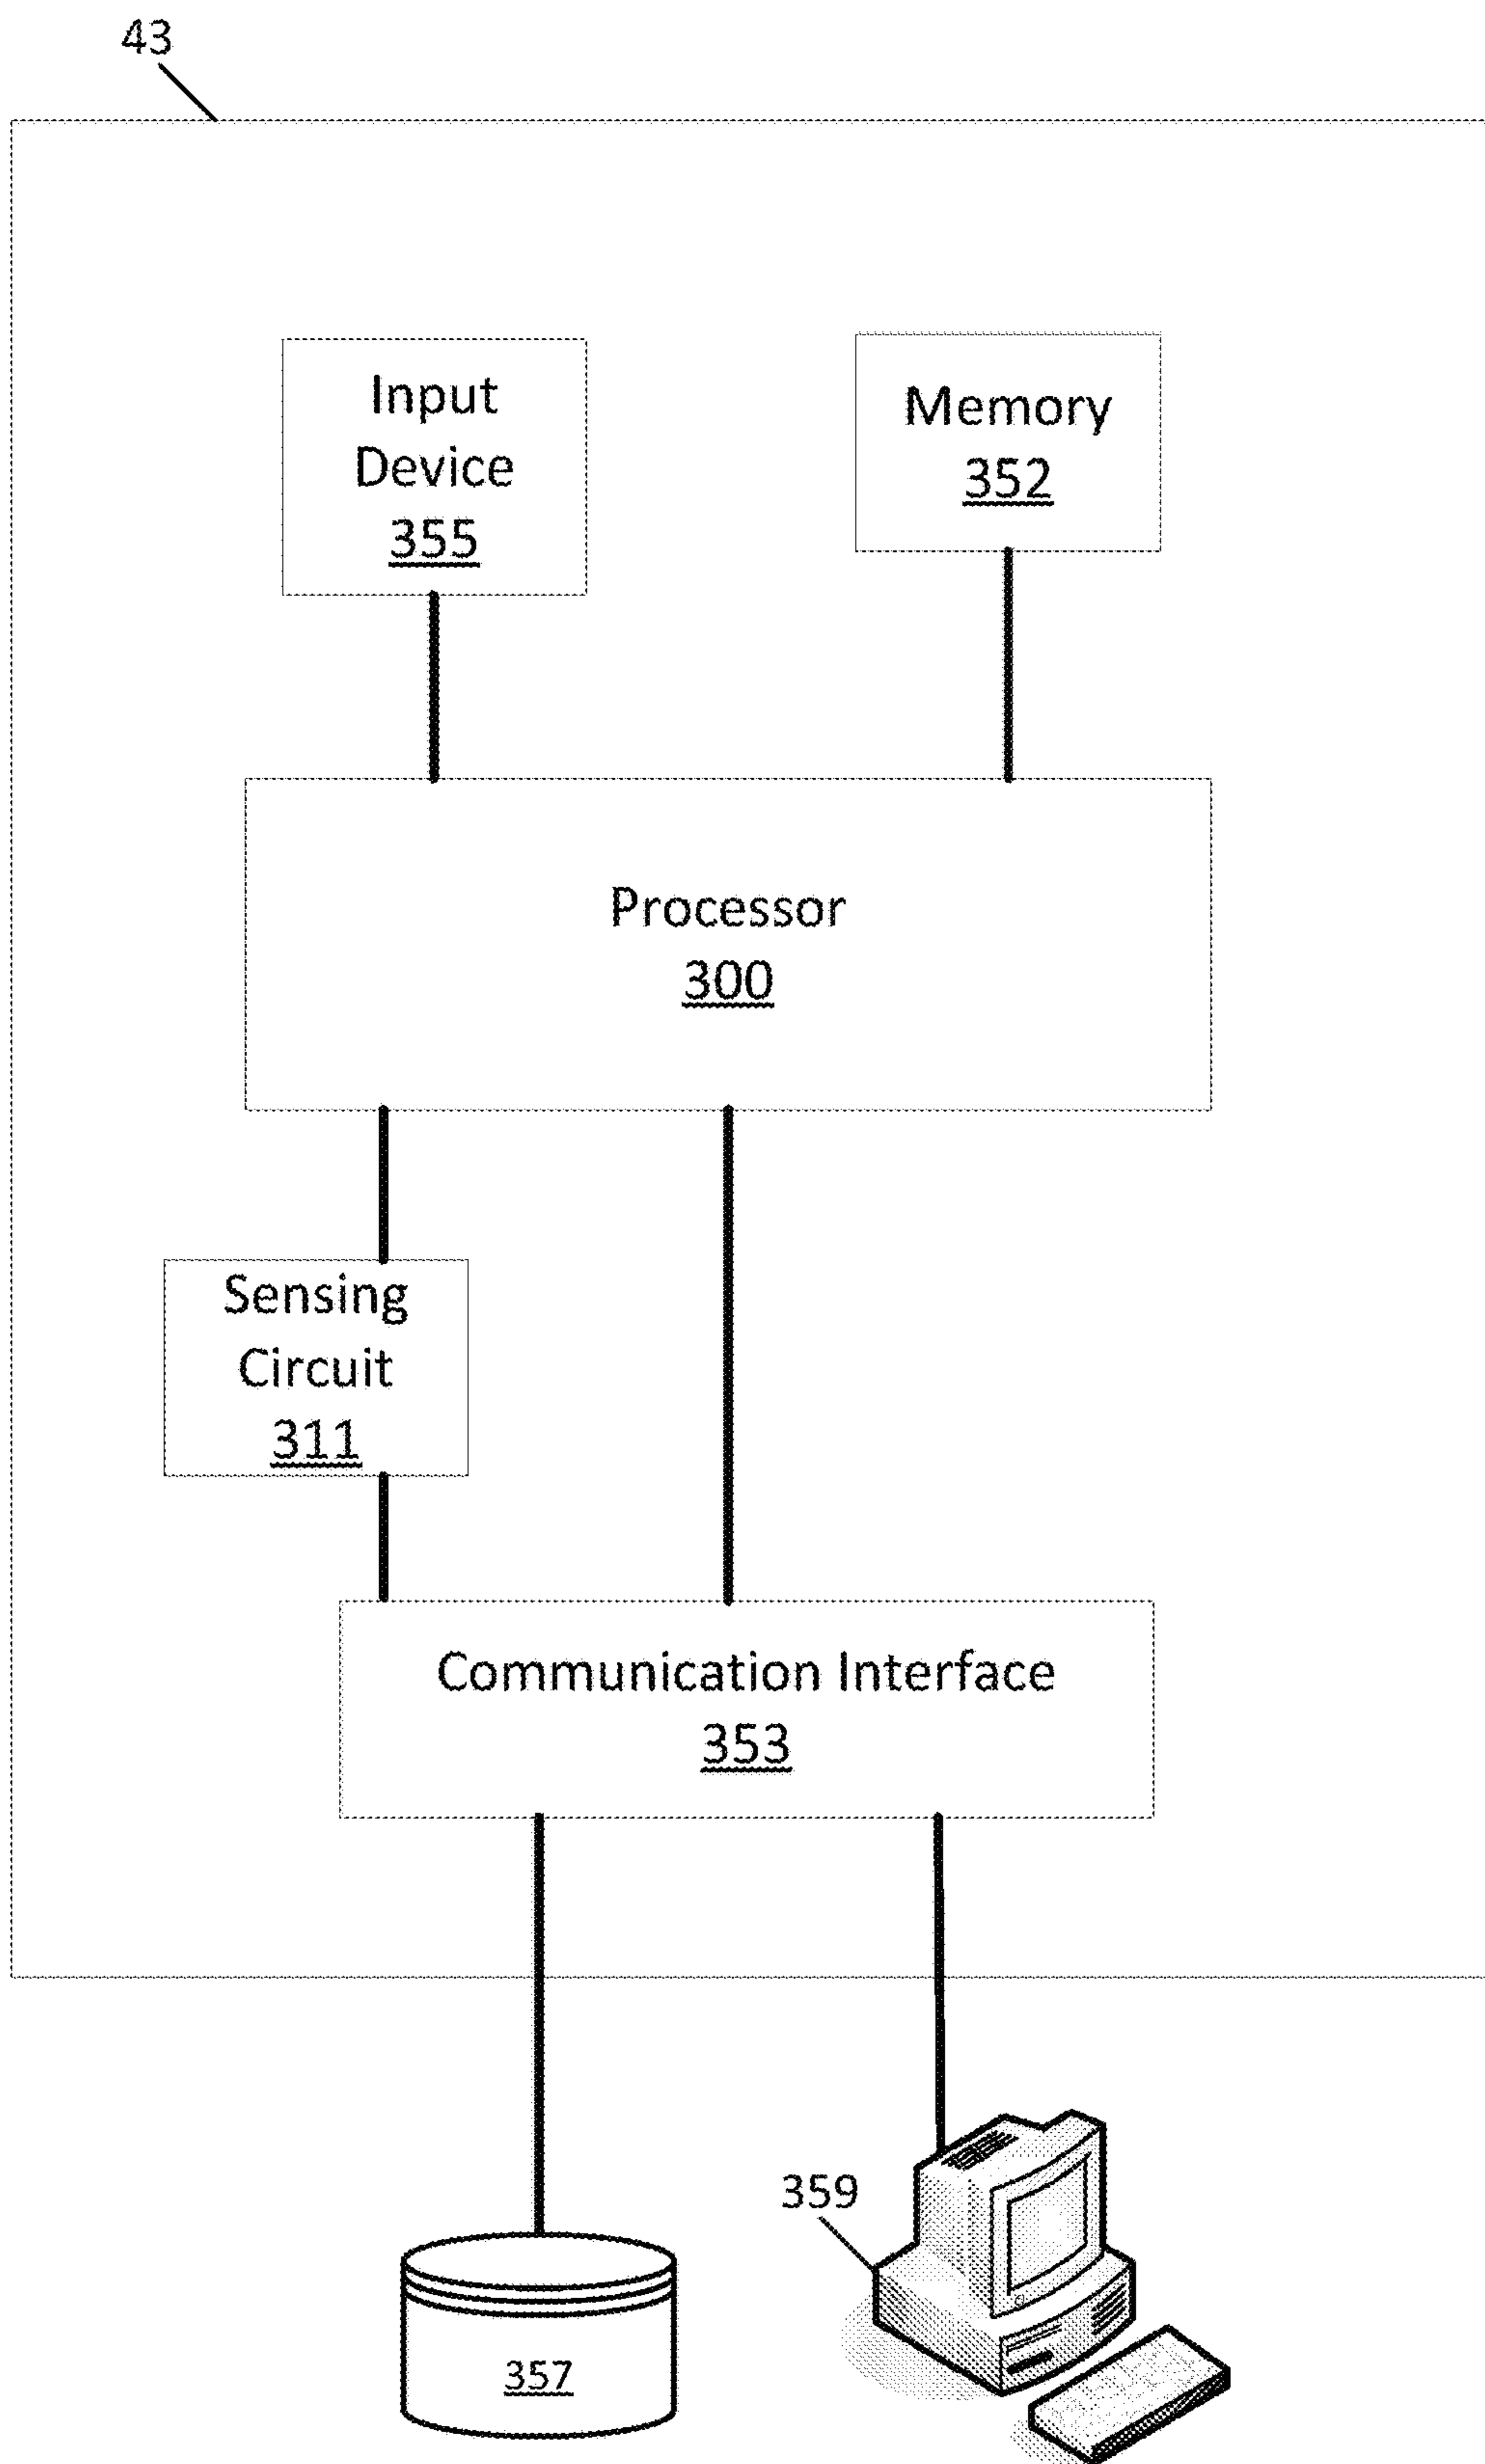 43
Input
Device
355
Memory
352
Processor
300
Sensing
Circuit
311
Communication Interface
353
359
357